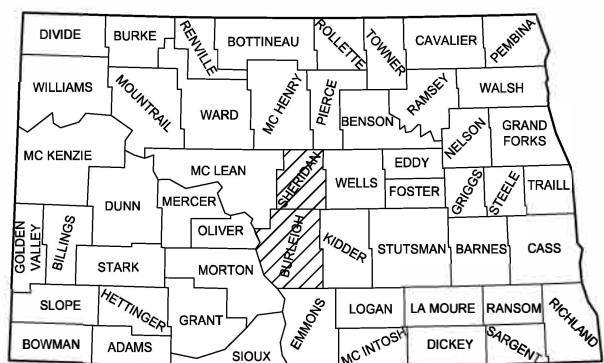 DIVIDE
BURKE
RENVILLE
BOTTINEAU
ROLLETTE
TOWNER
CAVALIER
PEMBINA
WILLIAMS
MOUNTRAIL
WARD
MC HENRY
PIERCE
BENSON
RAMSEY
WALSH
NELSON
GRAND
FORKS
MC KENZIE
MC LEAN
SHERIDAN
WELLS
EDDY
FOSTER
GRIGGS
STEELE
TRAILL
DUNN
MERCER
OLIVER
BURLEIGH
KIDDER
STUTSMAN
BARNES
CASS
GOLDEN
VALLEY
BILLINGS
STARK
MORTON
SLOPE
HETTINGER
GRANT
EMMONS
LOGAN
LA MOURE
RANSOM
RICHLAND
BOWMAN
ADAMS
SIOUX
MC INTOSH
DICKEY
SARGENT